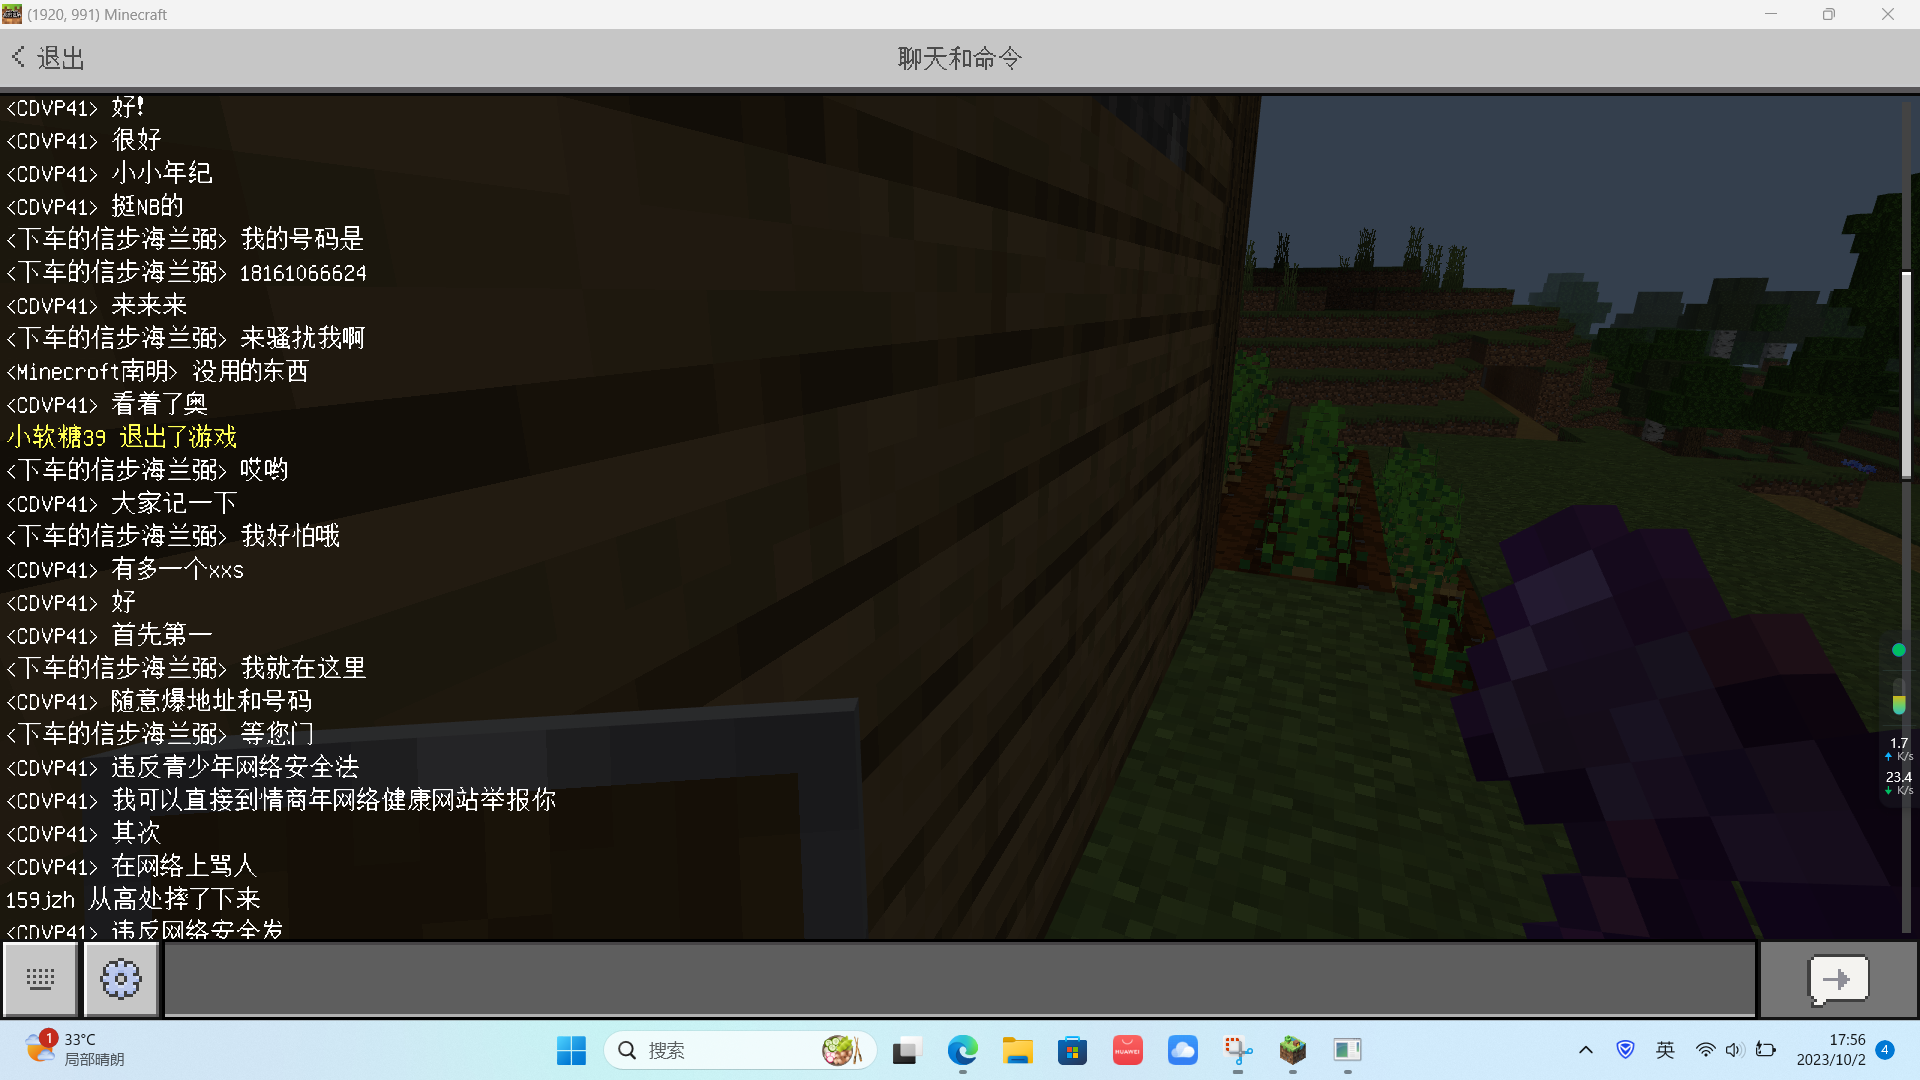 (1920, 991) Minecraft
退出
聊天和命令
<CDVP41> 好!
<CDVP41> 很好
<CDVP41> 小小年纪
<CDVP41> 挺NB的
<下车的信步海兰弼> 我的号码是
<下车的信步海兰弼> 18161066624
<CDVP41> 来来来
<下车的信步海兰弼> 来骚扰我啊
<Minecroft南明> 没用的东西
<CDVP41> 看着了奥
小软糖39 退出了游戏
<下车的信步海兰弼> 哎哟
<CDVP41> 大家记一下
<下车的信步海兰弼> 我好怕哦
<CDVP41> 有多一个xxs
<CDVP41> 好
<CDVP41> 首先第一
<下车的信步海兰弼> 我就在这里
<CDVP41> 随意爆地址和号码
<下车的信步海兰弼> 等您门
<CDVP41> 违反青少年网络安全法
<CDVP41> 我可以直接到情商年网络健康网站举报你
<CDVP41> 其次
<CDVP41> 在网络上骂人
159jzh 从高处摔了下来
<CDVP41> 违反网络安全发
1.7
K/s
23.4
K/s
1
33°C
局部晴朗
搜索
HUAWEI
英
17:56
2023/10/2
4